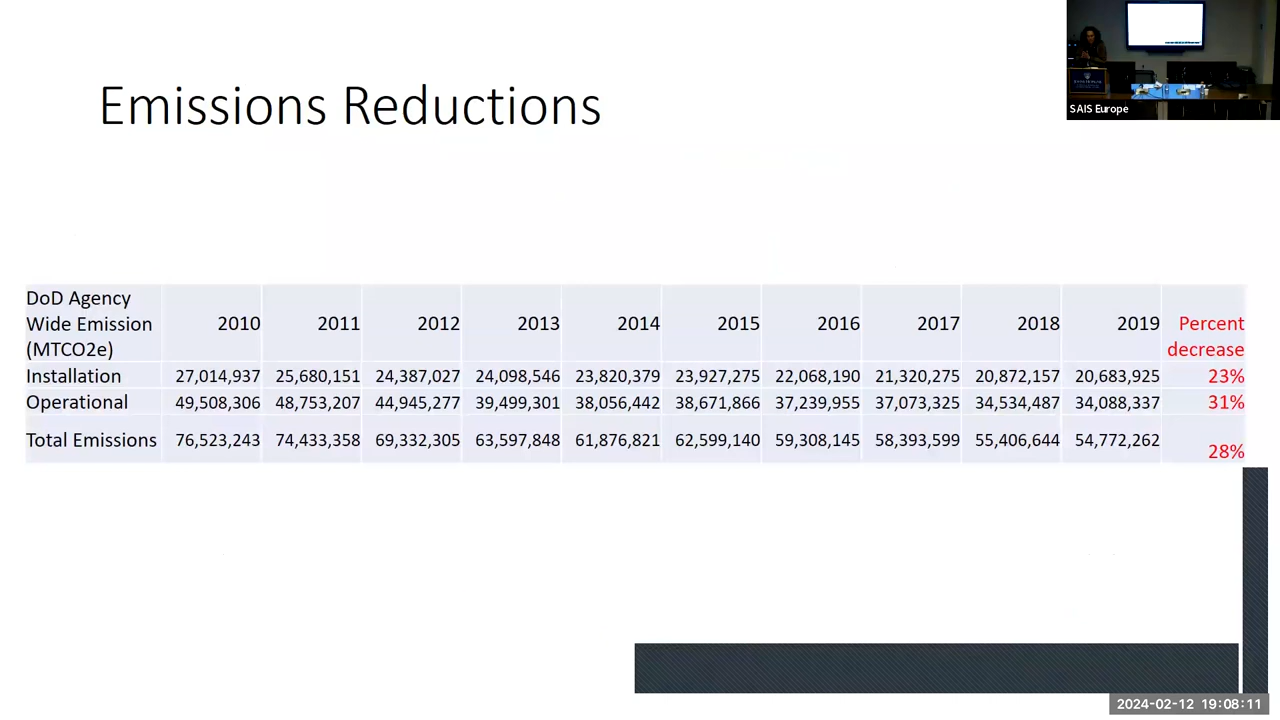 SAIS Europe
Emissions Reductions
DoD Agency Wide Emission (MTCO2e) 2010 2011 2012 2013 2014 2015 2016 2017 2018 2019 Percent decrease
Installation 27,014,937 25,680,151 24,387,027 24,098,546 23,820,379 23,927,275 22,068,190 21,320,275 20,872,157 20,683,925 23%
Operational 49,508,306 48,753,207 44,945,277 39,499,301 38,056,442 38,671,866 37,239,955 37,073,325 34,534,487 34,088,337 31%
Total Emissions 76,523,243 74,433,358 69,332,305 63,597,848 61,876,821 62,599,140 59,308,145 58,393,599 55,406,644 54,772,262 28%
2024-02-12 19:08:11